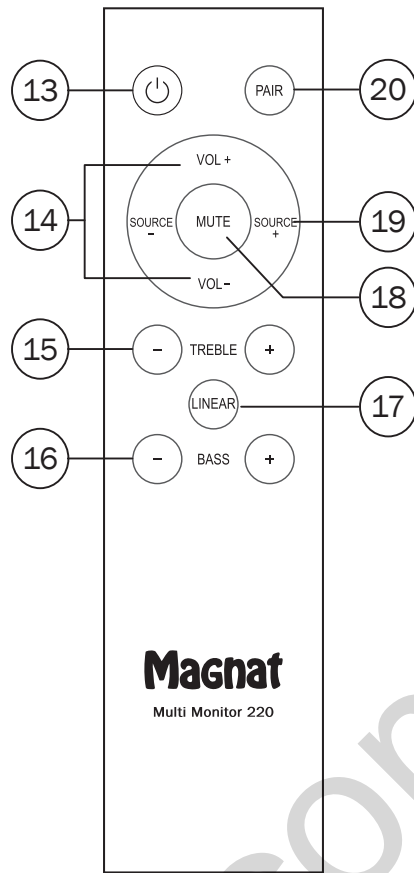 13
20
PAIR
VOL +
14
SOURCE
−
MUTE
SOURCE
+
19
VOL−
18
15
− TREBLE +
LINEAR
17
16
− BASS +
Magnat
Multi Monitor 220
con